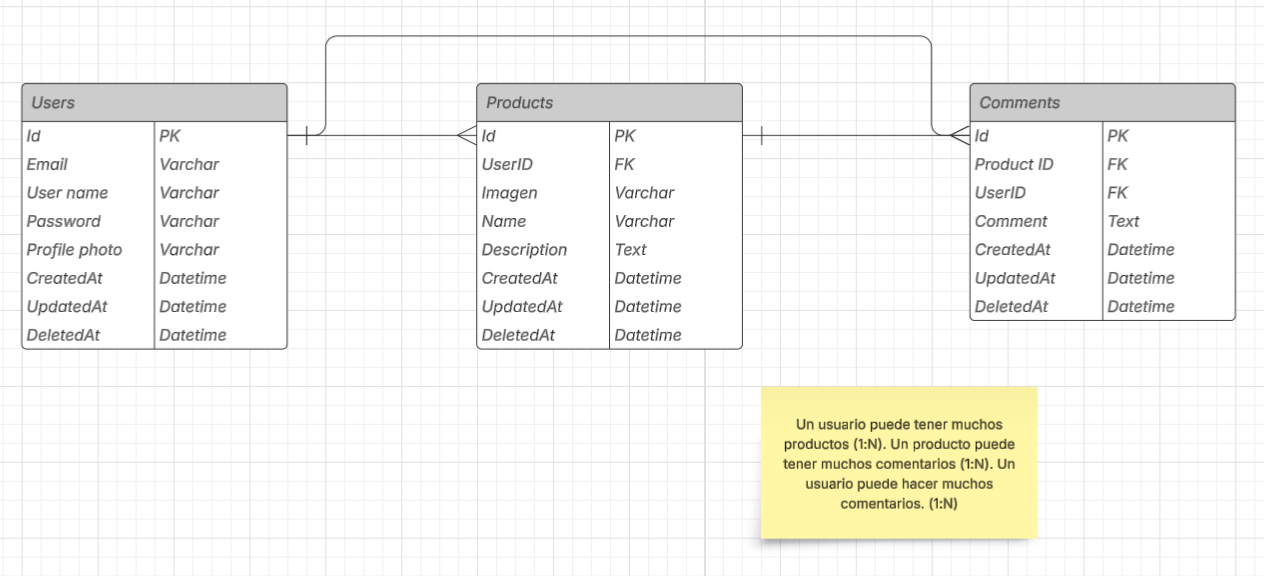 Users
Id PK
Email Varchar
User name Varchar
Password Varchar
Profile photo Varchar
CreatedAt Datetime
UpdatedAt Datetime
DeletedAt Datetime
Products
Id PK
UserID FK
Imagen Varchar
Name Varchar
Description Text
CreatedAt Datetime
UpdatedAt Datetime
DeletedAt Datetime
Comments
Id PK
Product ID FK
UserID FK
Comment Text
CreatedAt Datetime
UpdatedAt Datetime
DeletedAt Datetime
Un usuario puede tener muchos
productos (1:N). Un producto puede
tener muchos comentarios (1:N). Un
usuario puede hacer muchos
comentarios. (1:N)